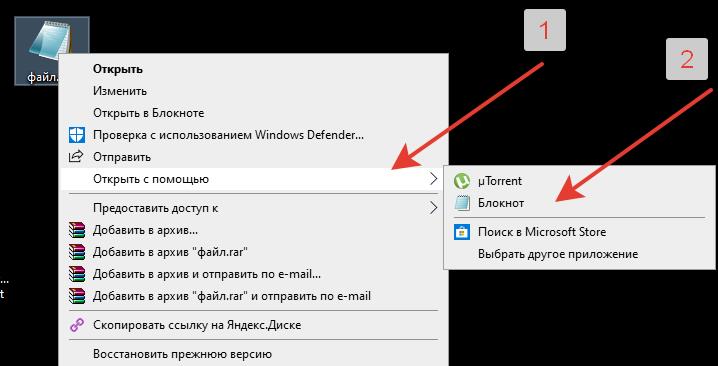 1
2
файл.
Открыть
Изменить
Открыть в Блокноте
Проверка с использованием Windows Defender...
Отправить
Открыть с помощью
Предоставить доступ к
Добавить в архив...
Добавить в архив "файл.rar"
Добавить в архив и отправить по e-mail...
Добавить в архив "файл.rar" и отправить по e-mail
Скопировать ссылку на Яндекс.Диске
Восстановить прежнюю версию
µTorrent
Блокнот
Поиск в Microsoft Store
Выбрать другое приложение
...
t